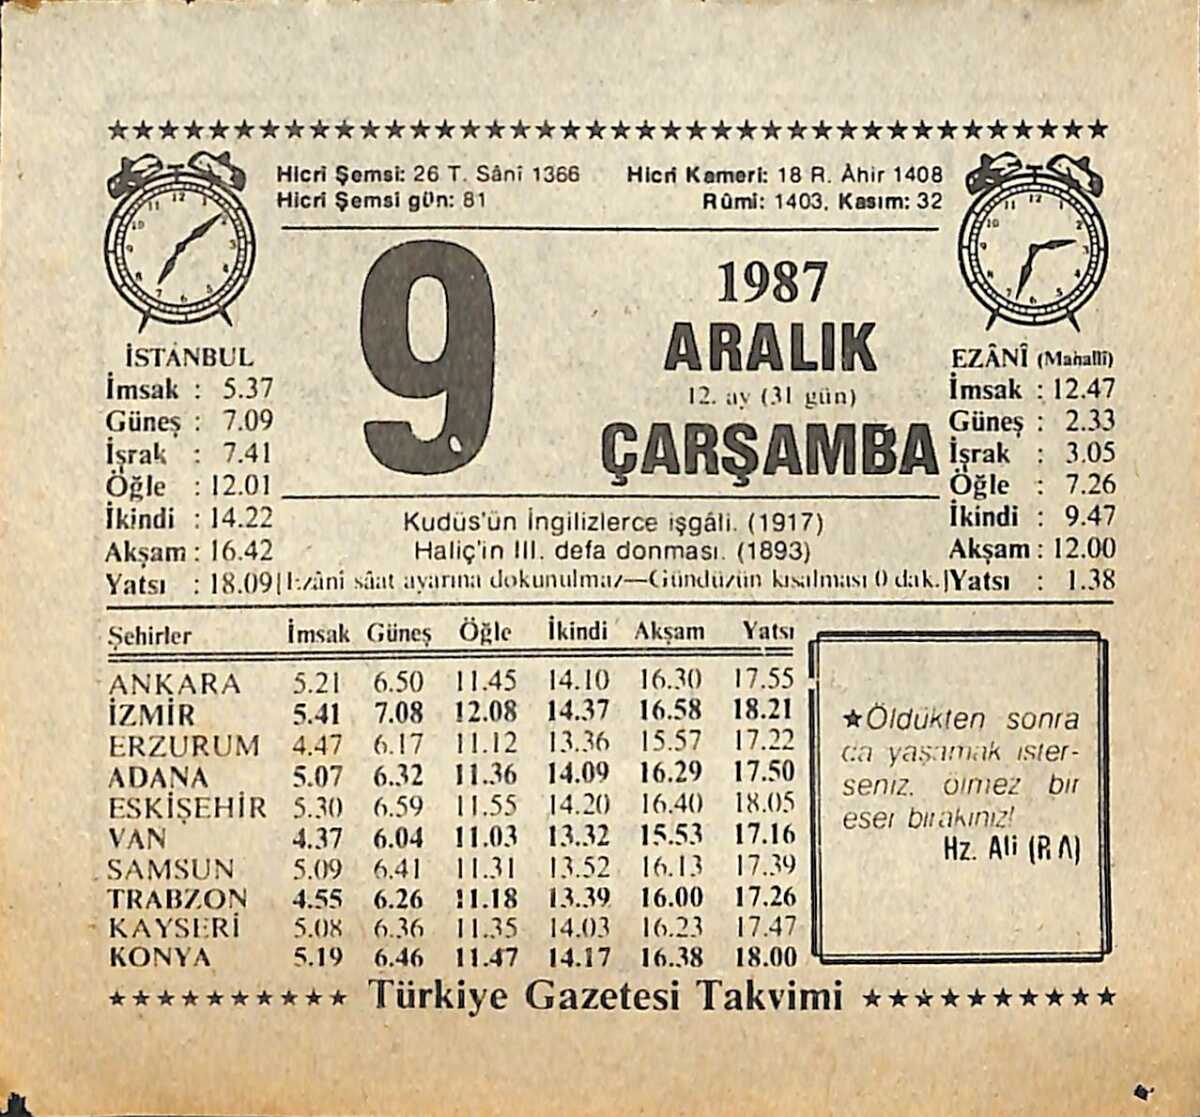 Hicrî Şemsî: 26 T. Sâni 1366 Hicrî Kamerî: 18 R. Âhir 1408
Hicrî Şemsî gün: 81 Rûmi: 1403, Kasım: 32
9
1987
ARALIK
12. ay (31 gün)
ÇARŞAMBA
Kudüs'ün İngilizlerce işgâli. (1917)
Haliç'in III. defa donması. (1893)
Ezânî sâat ayarına dokunulmaz—Gündüzün kısalması 0 dak.
İSTANBUL
İmsak : 5.37
Güneş : 7.09
İşrak : 7.41
Öğle : 12.01
İkindi : 14.22
Akşam : 16.42
Yatsı : 18.09
EZÂNÎ (Mahallî)
İmsak : 12.47
Güneş : 2.33
İşrak : 3.05
Öğle : 7.26
İkindi : 9.47
Akşam : 12.00
Yatsı : 1.38
Şehirler İmsak Güneş Öğle İkindi Akşam Yatsı
ANKARA 5.21 6.50 11.45 14.10 16.30 17.55
İZMİR 5.41 7.08 12.08 14.37 16.58 18.21
ERZURUM 4.47 6.17 11.12 13.36 15.57 17.22
ADANA 5.07 6.32 11.36 14.09 16.29 17.50
ESKİŞEHİR 5.30 6.59 11.55 14.20 16.40 18.05
VAN 4.37 6.04 11.03 13.32 15.53 17.16
SAMSUN 5.09 6.41 11.31 13.52 16.13 17.39
TRABZON 4.55 6.26 11.18 13.39 16.00 17.26
KAYSERİ 5.08 6.36 11.35 14.03 16.23 17.47
KONYA 5.19 6.46 11.47 14.17 16.38 18.00
★Öldükten sonra
da yaşamak ister-
seniz, ölmez bir
eser bırakınız!
Hz. Ali (R.A)
★★★★★★★★★★ Türkiye Gazetesi Takvimi ★★★★★★★★★★